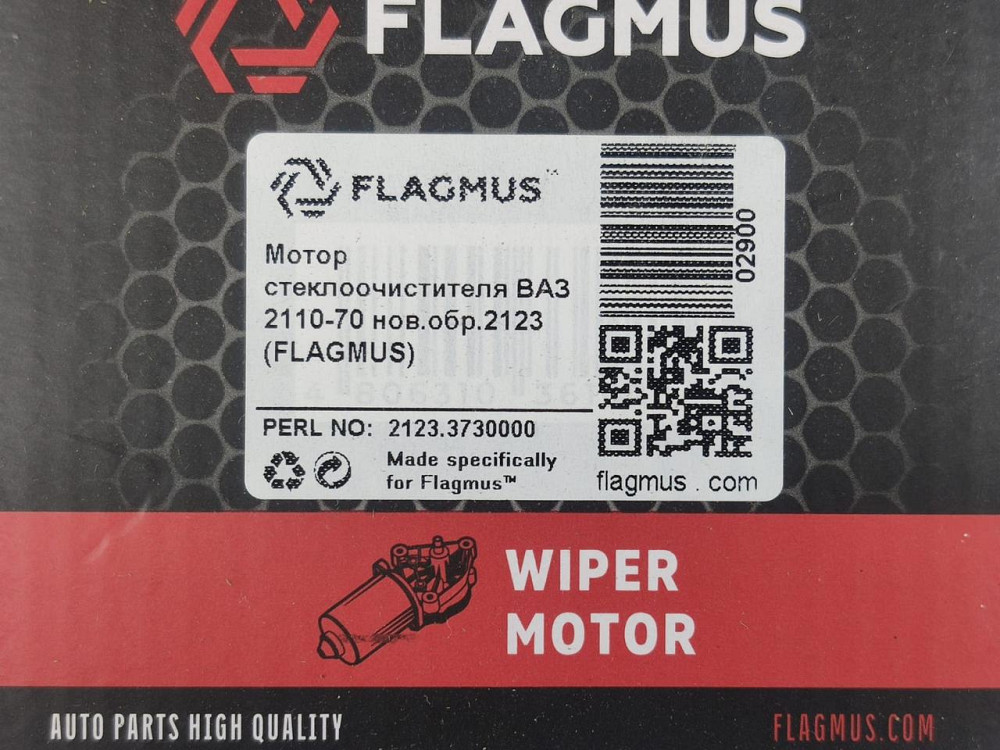 FLAGMUS
FLAGMUS
Мотор
стеклоочистителя ВАЗ
2110-70 нов.обр.2123
(FLAGMUS)
02900
PERL NO: 2123.3730000
Made specifically
for Flagmus™
flagmus . com
WIPER
MOTOR
AUTO PARTS HIGH QUALITY
FLAGMUS.COM